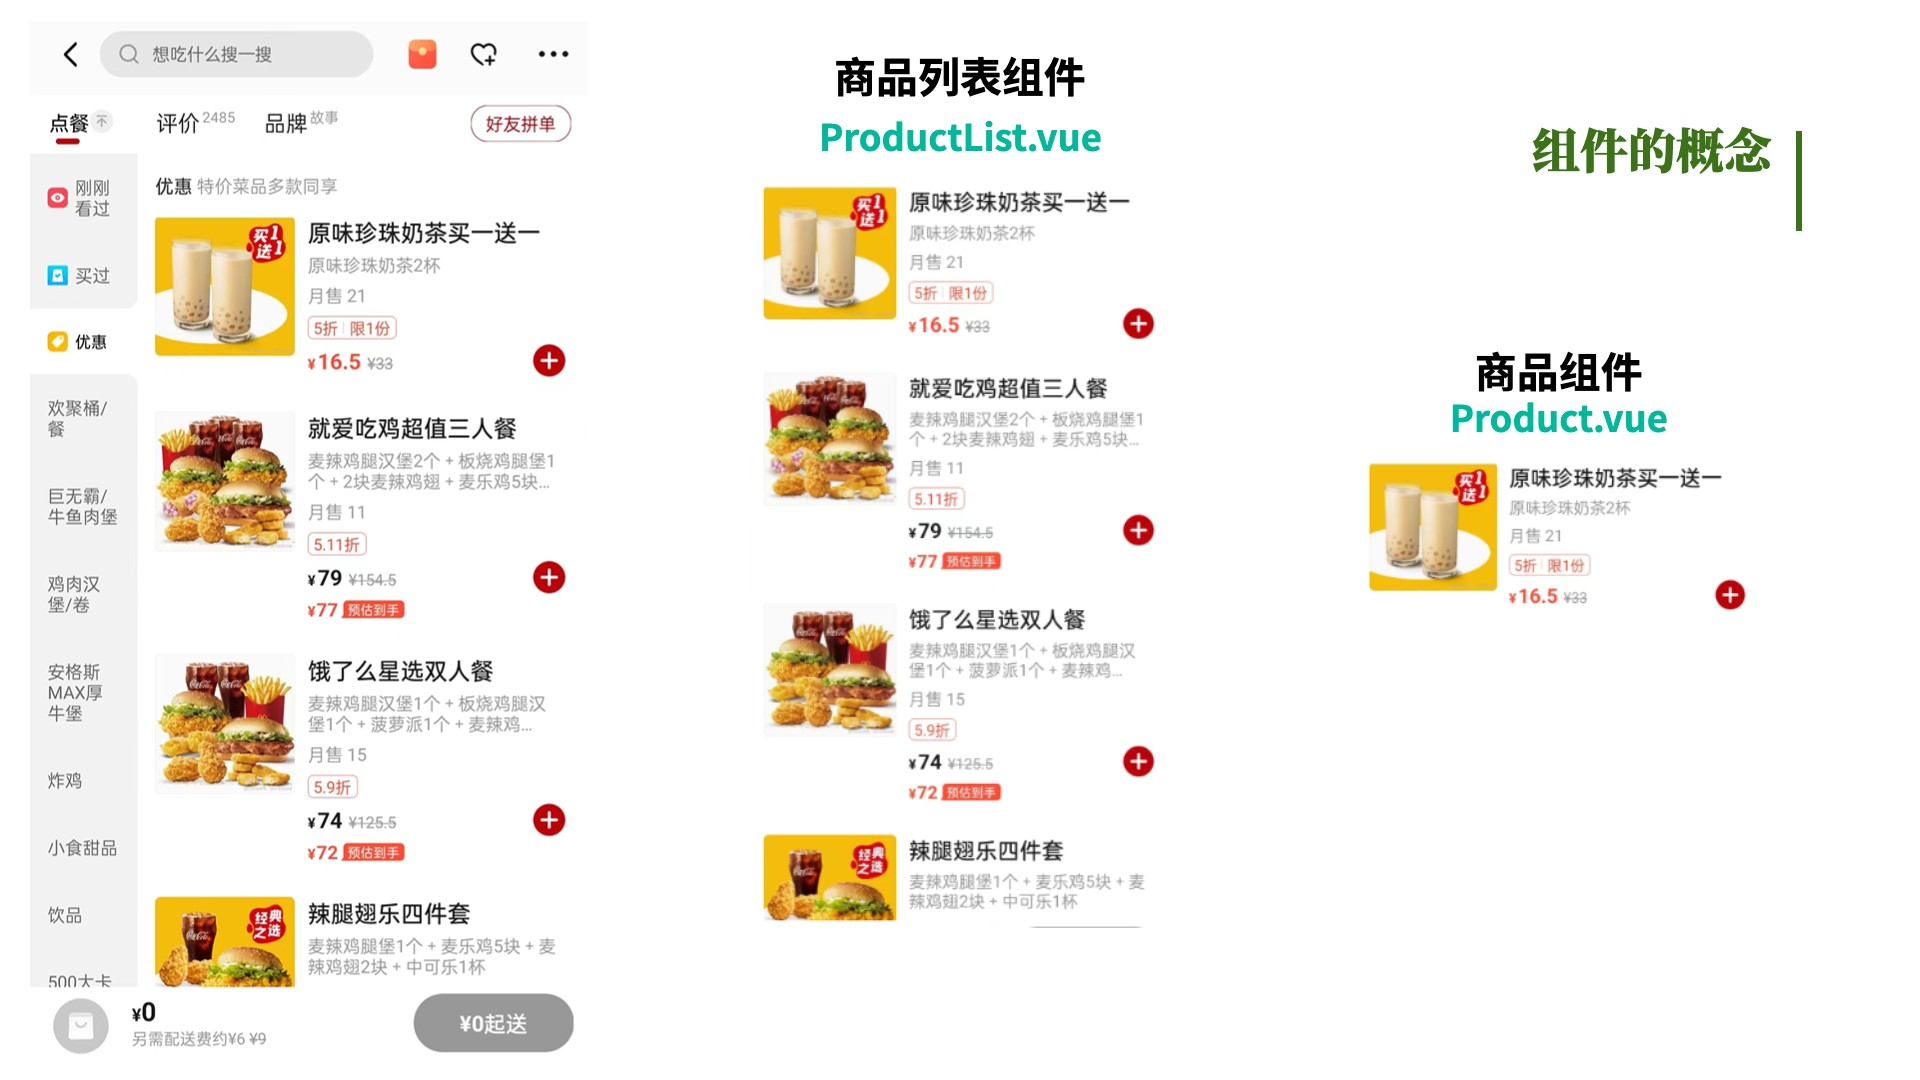 想吃什么搜一搜
点餐
评价 2485
品牌 故事
好友拼单
刚刚
看过
买过
优惠
欢聚桶/
餐
巨无霸/
牛鱼肉堡
鸡肉汉
堡/卷
安格斯
MAX厚
牛堡
炸鸡
小食甜品
饮品
500大卡
优惠 特价菜品多款同享
买1
送1
原味珍珠奶茶买一送一
原味珍珠奶茶2杯
月售 21
5折 限1份
¥16.5 ¥33
就爱吃鸡超值三人餐
麦辣鸡腿汉堡2个 + 板烧鸡腿堡1
个 + 2块麦辣鸡翅 + 麦乐鸡5块...
月售 11
5.11折
¥79 ¥154.5
¥77 预估到手
饿了么星选双人餐
麦辣鸡腿汉堡1个 + 板烧鸡腿汉
堡1个 + 菠萝派1个 + 麦辣鸡...
月售 15
5.9折
¥74 ¥125.5
¥72 预估到手
经典
之选
辣腿翅乐四件套
麦辣鸡腿堡1个 + 麦乐鸡5块 + 麦
辣鸡翅2块 + 中可乐1杯
¥0
另需配送费约¥6 ¥9
¥0起送
商品列表组件
ProductList.vue
买1
送1
原味珍珠奶茶买一送一
原味珍珠奶茶2杯
月售 21
5折 限1份
¥16.5 ¥33
就爱吃鸡超值三人餐
麦辣鸡腿汉堡2个 + 板烧鸡腿堡1
个 + 2块麦辣鸡翅 + 麦乐鸡5块...
月售 11
5.11折
¥79 ¥154.5
¥77 预估到手
饿了么星选双人餐
麦辣鸡腿汉堡1个 + 板烧鸡腿汉
堡1个 + 菠萝派1个 + 麦辣鸡...
月售 15
5.9折
¥74 ¥125.5
¥72 预估到手
经典
之选
辣腿翅乐四件套
麦辣鸡腿堡1个 + 麦乐鸡5块 + 麦
辣鸡翅2块 + 中可乐1杯
组件的概念
商品组件
Product.vue
买1
送1
原味珍珠奶茶买一送一
原味珍珠奶茶2杯
月售 21
5折 限1份
¥16.5 ¥33